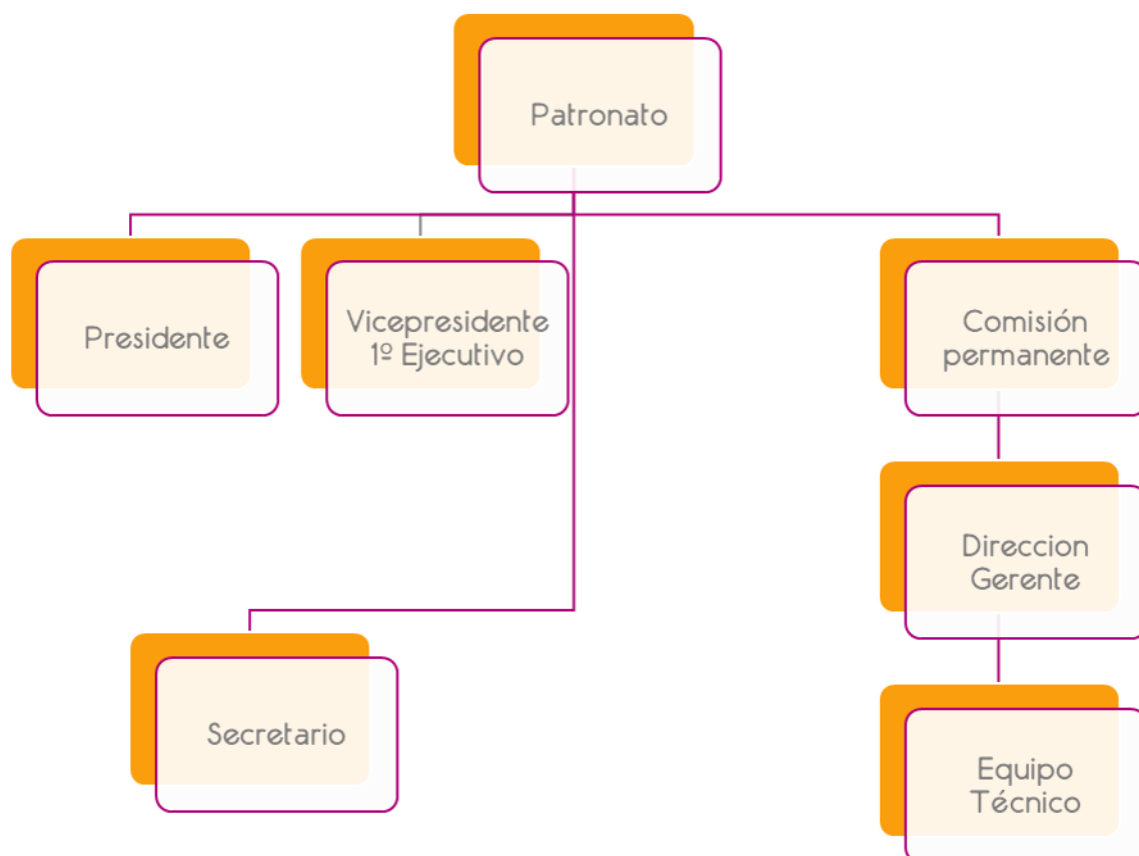 Patronato
Presidente
Vicepresidente
1º Ejecutivo
Comisión
permanente
Direccion
Gerente
Secretario
Equipo
Técnico